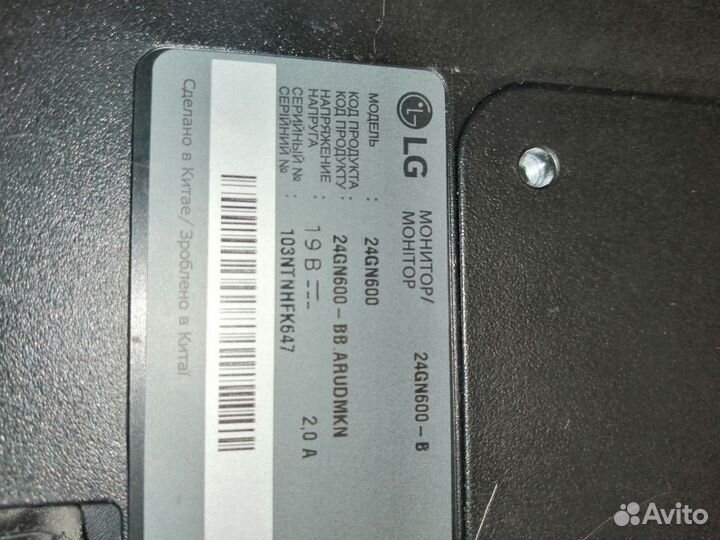 LG
МОНИТОР/
МОНІТОР
24GN600-B
МОДЕЛЬ : 24GN600
КОД ПРОДУКТА
КОД ПРОДУКТУ : 24GN600-BB.ARUDMKN
НАПРЯЖЕНИЕ
НАПРУГА : 19 В 2,0 А
СЕРИЙНЫЙ №
СЕРІЙНИЙ № : 103NTNHFK647
Сделано в Китае/ Зроблено в Китаї
Avito